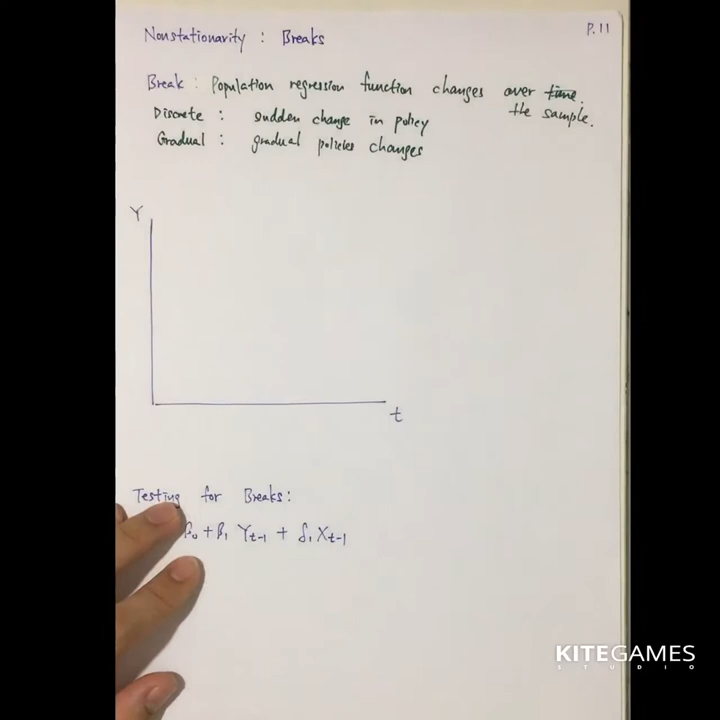 P.11
Nonstationarity : Breaks
Break : Population regression function changes over time.
the sample.
Discrete : sudden change in policy
Gradual : gradual policies changes
Y
t
Testing for Breaks:
β₀ + β₁ Yt-1 + δ₁ Xt-1
KITEGAMES
STUDIO